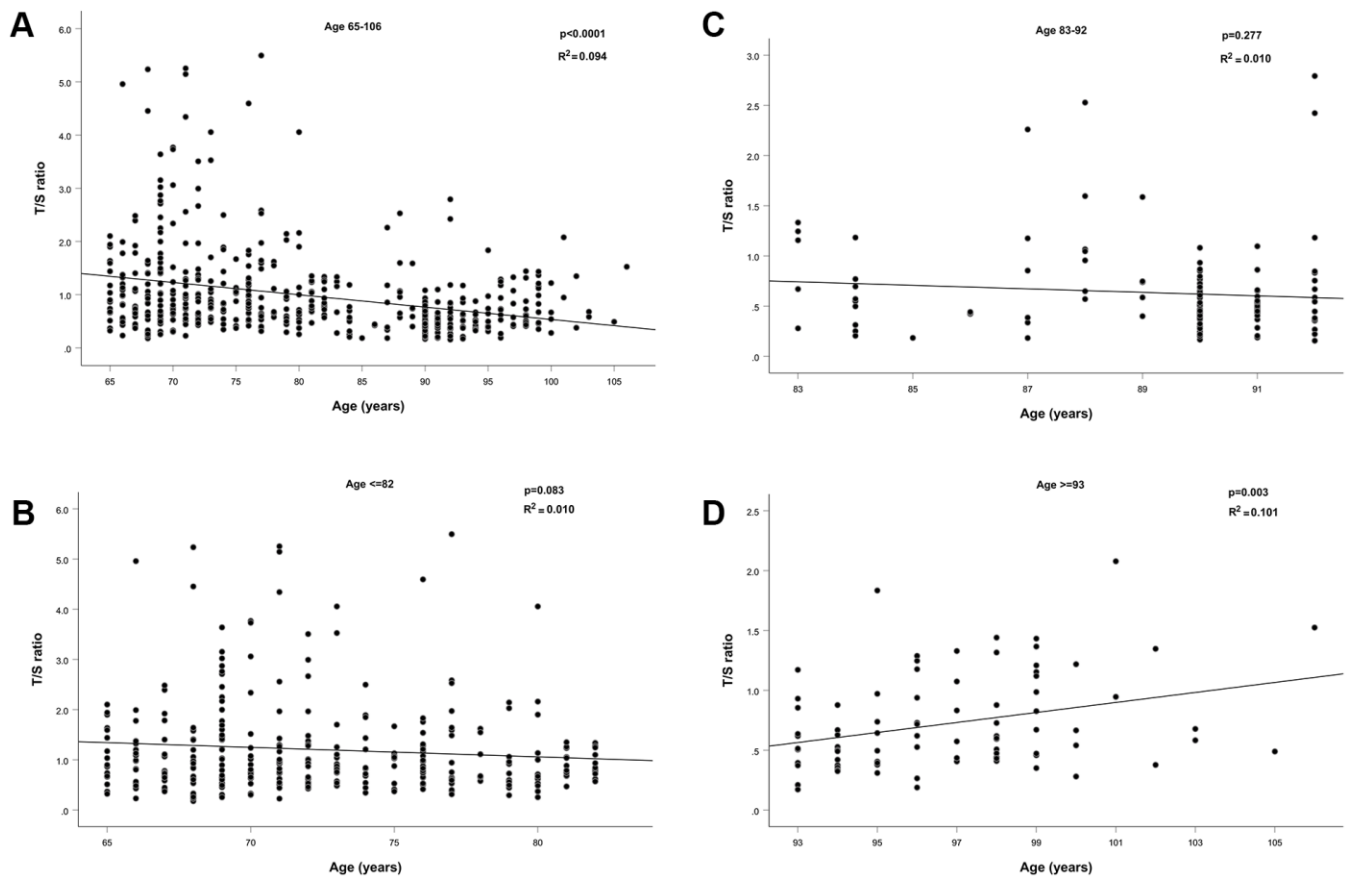 A
Age 65-106
p<0.0001
R² = 0.094
6.0
5.0
4.0
3.0
2.0
1.0
.0
T/S ratio
65 70 75 80 85 90 95 100 105
Age (years)
B
Age <=82
p=0.083
R² = 0.010
6.0
5.0
4.0
3.0
2.0
1.0
.0
T/S ratio
65 70 75 80
Age (years)
C
Age 83-92
p=0.277
R² = 0.010
3.0
2.5
2.0
1.5
1.0
.5
.0
T/S ratio
83 85 87 89 91
Age (years)
D
Age >=93
p=0.003
R² = 0.101
2.5
2.0
1.5
1.0
.5
.0
T/S ratio
93 95 97 99 101 103 105
Age (years)